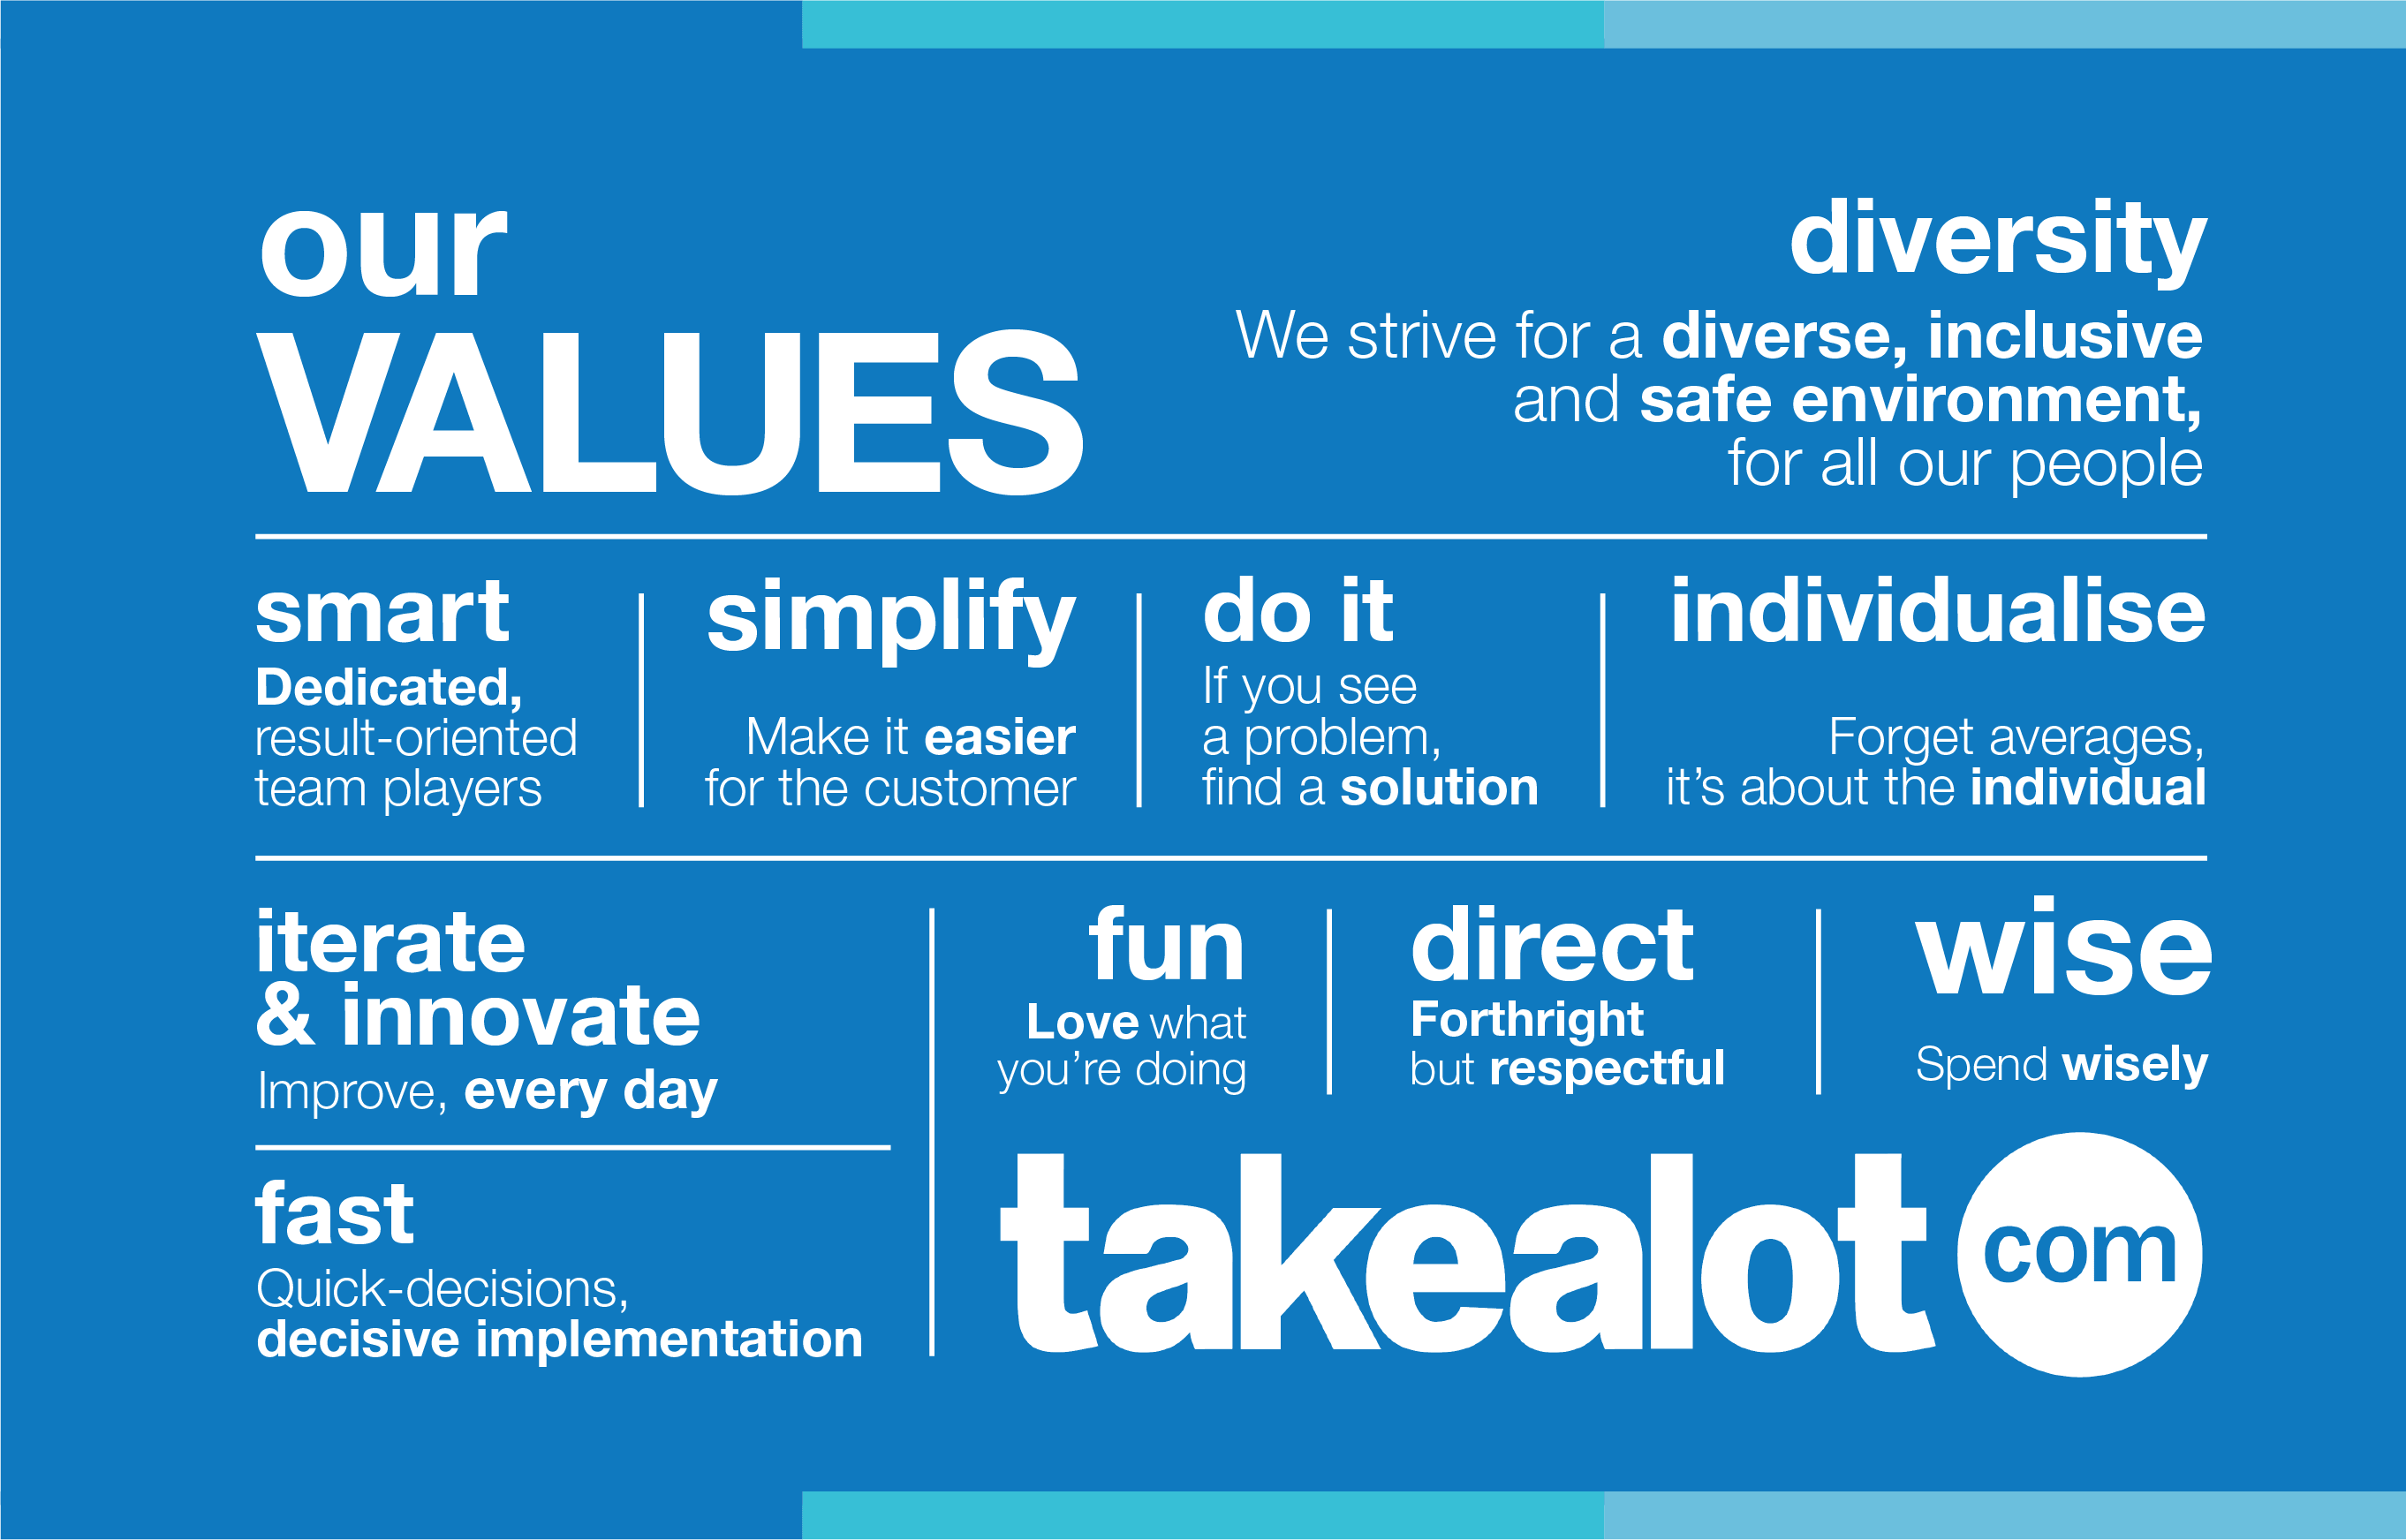 our
VALUES
diversity
We strive for a diverse, inclusive
and safe environment,
for all our people
smart
Dedicated,
result-oriented
team players
simplify
Make it easier
for the customer
do it
If you see
a problem,
find a solution
individualise
Forget averages,
it's about the individual
iterate
& innovate
Improve, every day
fast
Quick-decisions,
decisive implementation
fun
Love what
you're doing
direct
Forthright
but respectful
wise
Spend wisely
takealot com